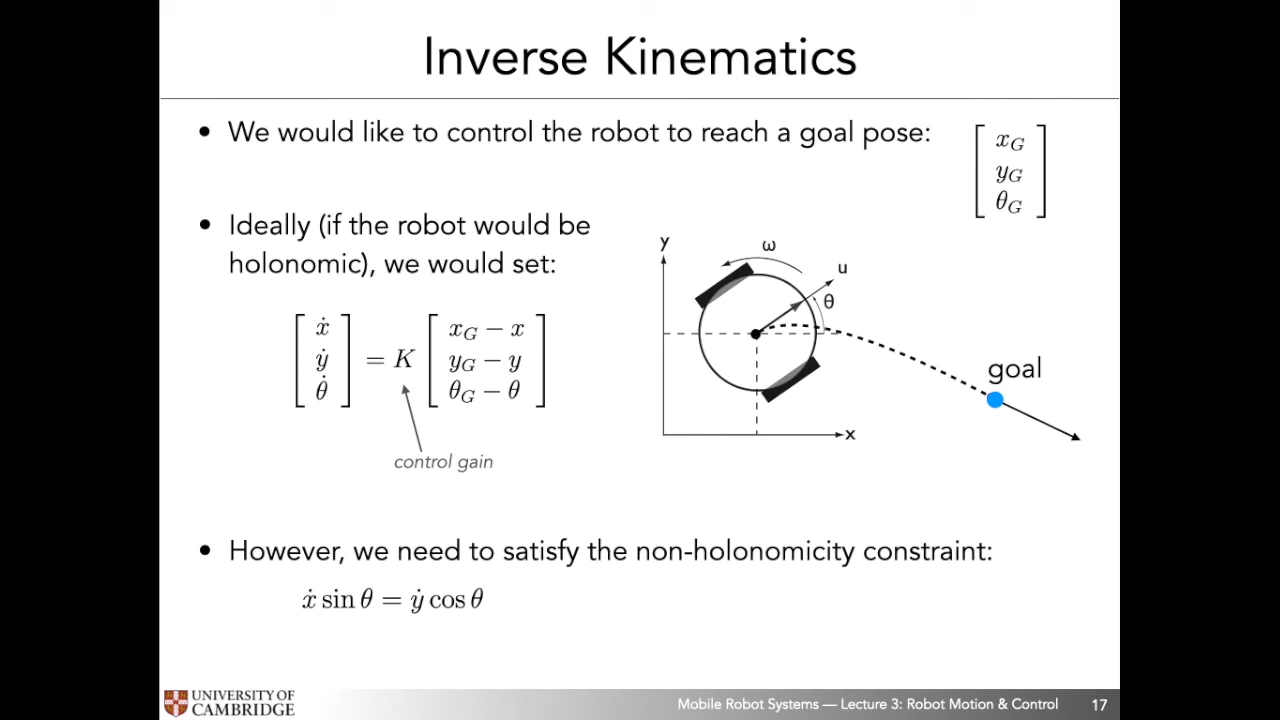 Inverse Kinematics
• We would like to control the robot to reach a goal pose:
[ x_G
y_G
θ_G ]
• Ideally (if the robot would be
holonomic), we would set:
[ ẋ ẏ θ̇ ] = K [ x_G − x
y_G − y
θ_G − θ ]
control gain
y
ω
u
θ
x
goal
• However, we need to satisfy the non-holonomicity constraint:
ẋ sin θ = ẏ cos θ
UNIVERSITY OF
CAMBRIDGE
Mobile Robot Systems — Lecture 3: Robot Motion & Control
17